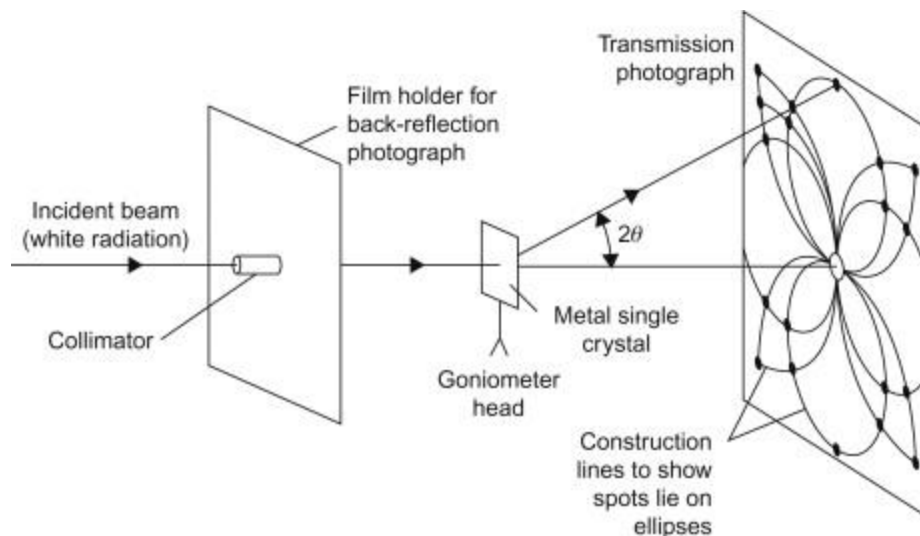 Transmission
photograph
Film holder for
back-reflection
photograph
Incident beam
(white radiation)
2θ
Collimator
Metal single
crystal
Goniometer
head
Construction
lines to show
spots lie on
ellipses